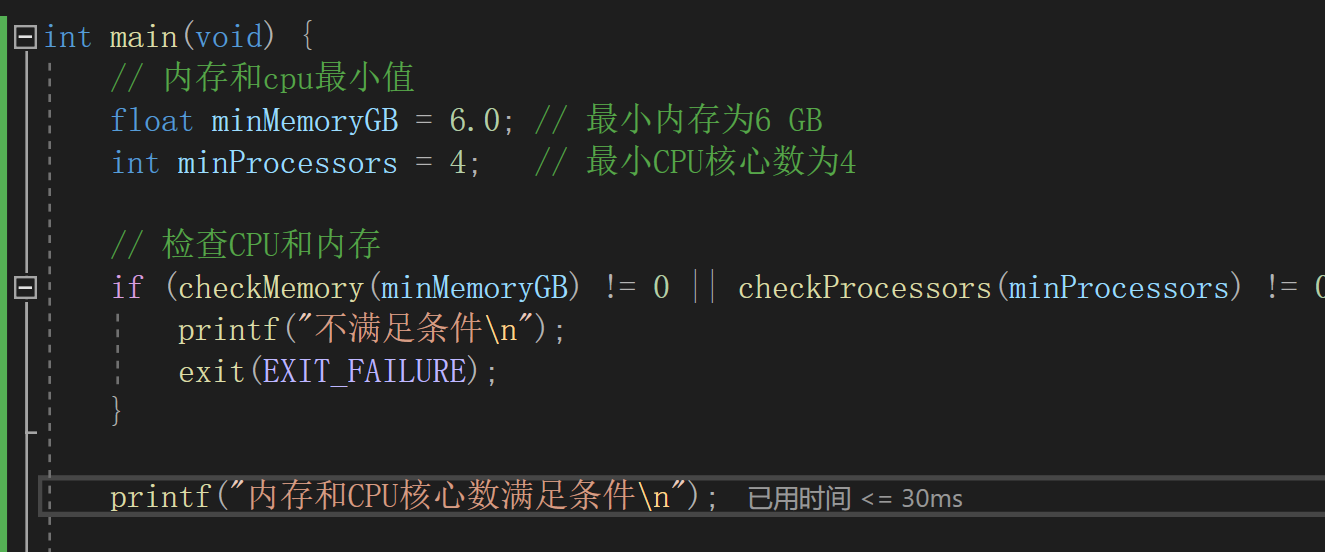 int main(void) {
// 内存和cpu最小值
float minMemoryGB = 6.0; // 最小内存为6 GB
int minProcessors = 4; // 最小CPU核心数为4
// 检查CPU和内存
if (checkMemory(minMemoryGB) != 0 || checkProcessors(minProcessors) != 0
printf("不满足条件\n");
exit(EXIT_FAILURE);
}
printf("内存和CPU核心数满足条件\n"); 已用时间 <= 30ms